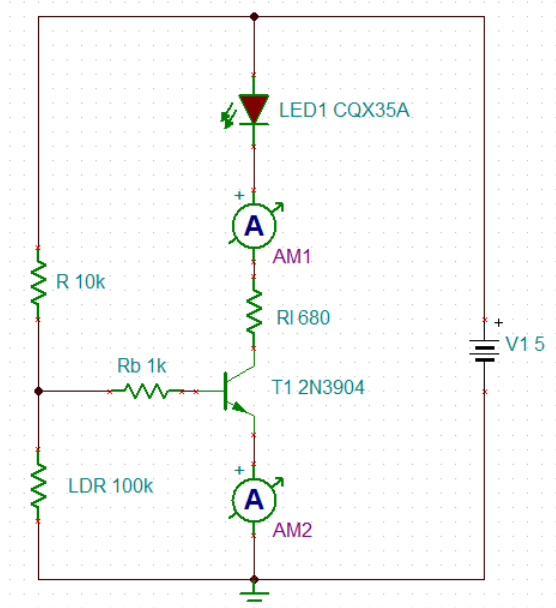 LED1 CQX35A
+
A
AM1
R 10k
Rl 680
+
V1 5
Rb 1k
T1 2N3904
LDR 100k
+
A
AM2